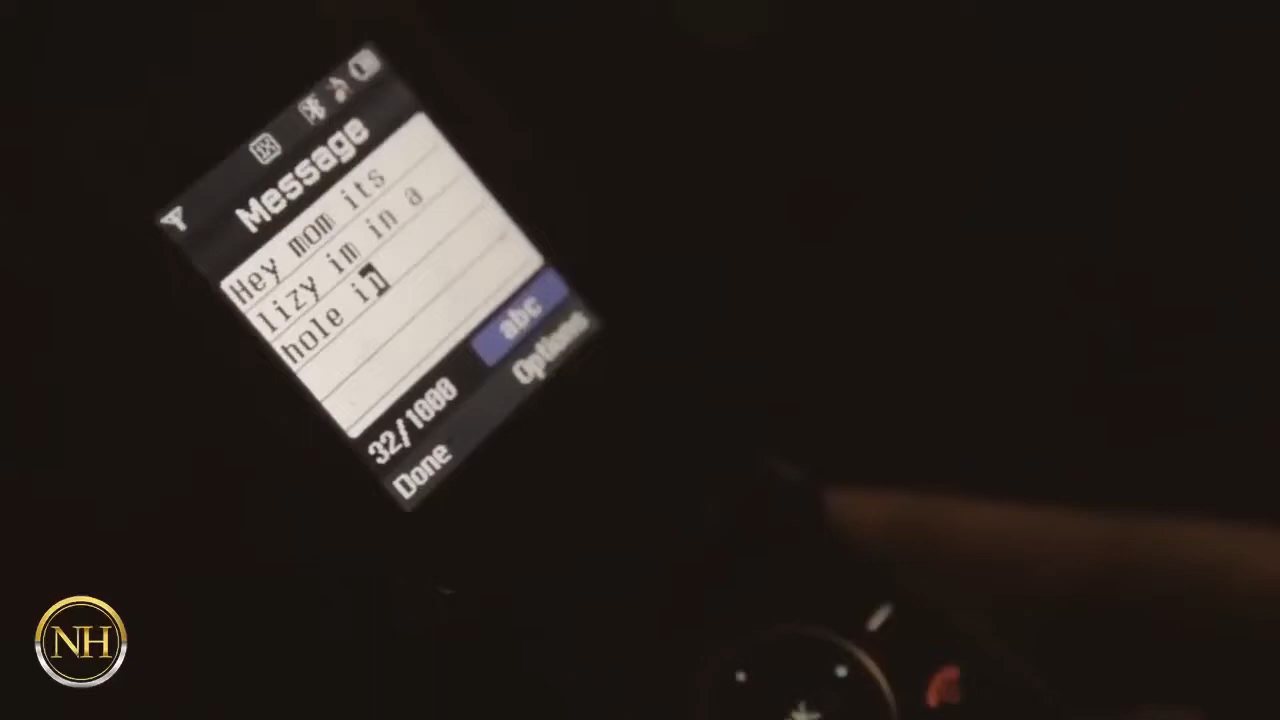 Message
Hey mom its
lizy im in a
hole in
abc
32/1000
Options
Done
NH